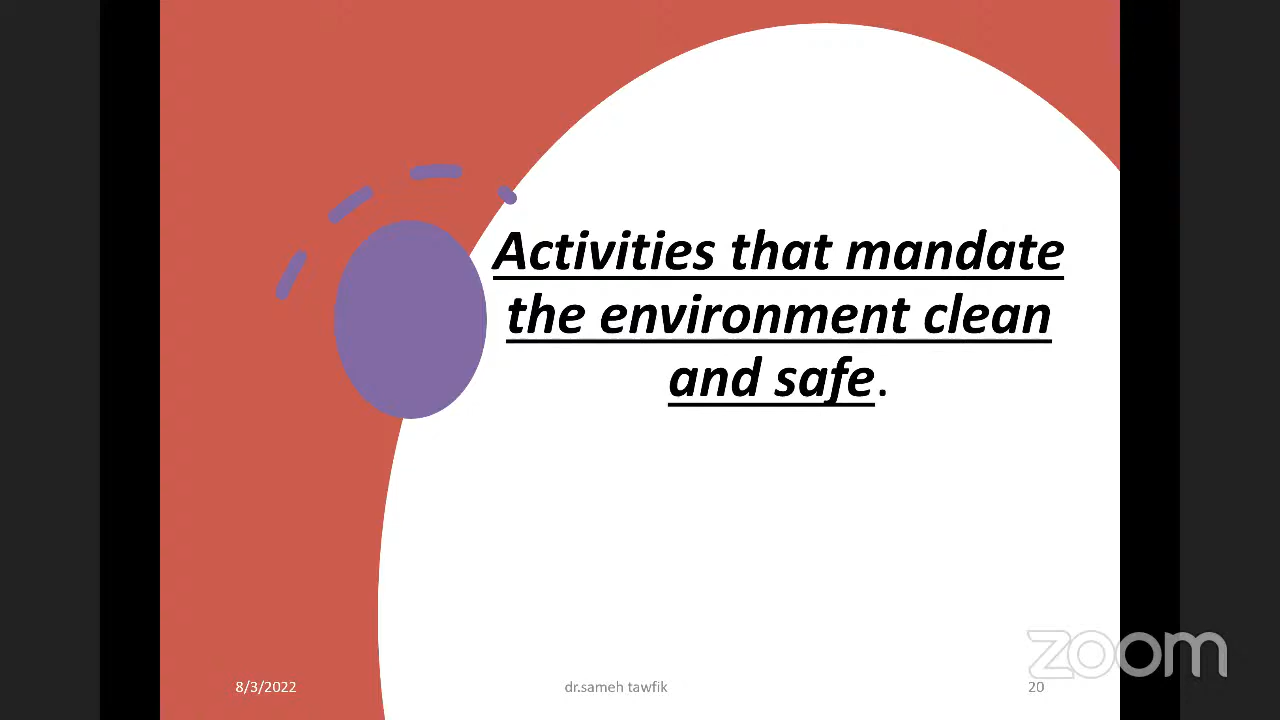 Activities that mandate
the environment clean
and safe.
zoom
8/3/2022
dr.sameh tawfik
20